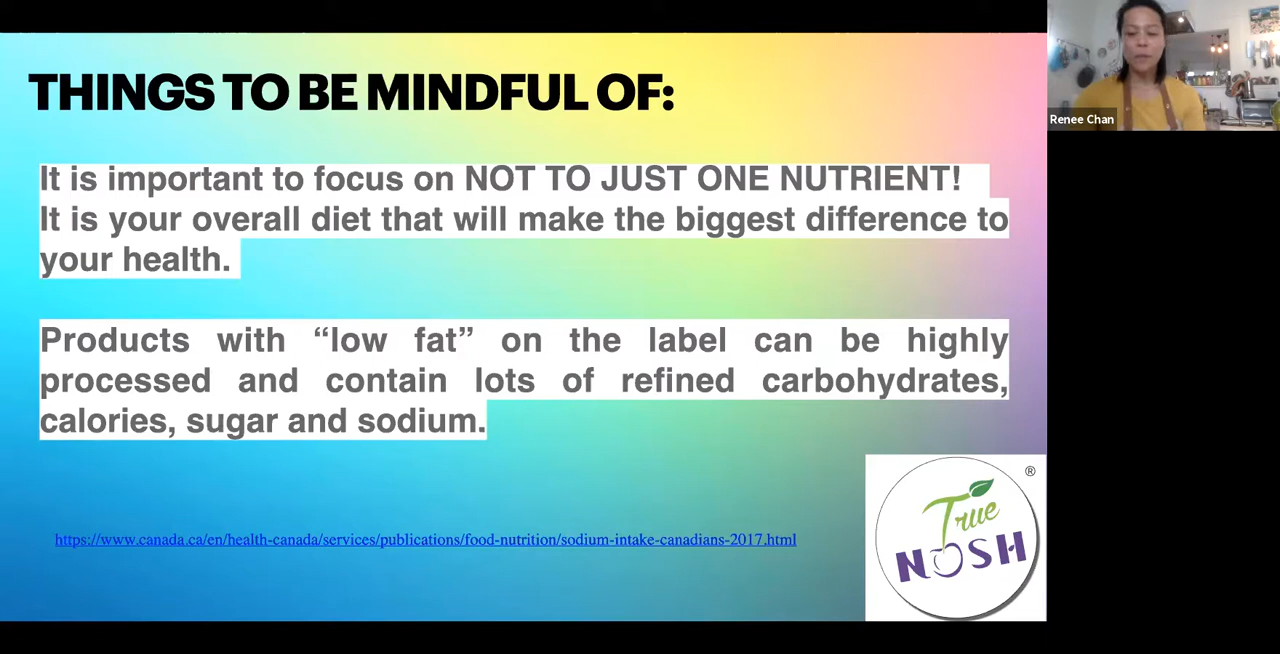 THINGS TO BE MINDFUL OF:
Renee Chan
It is important to focus on NOT TO JUST ONE NUTRIENT!
It is your overall diet that will make the biggest difference to
your health.
Products with “low fat” on the label can be highly
processed and contain lots of refined carbohydrates,
calories, sugar and sodium.
https://www.canada.ca/en/health-canada/services/publications/food-nutrition/sodium-intake-canadians-2017.html
®
True
NOSH